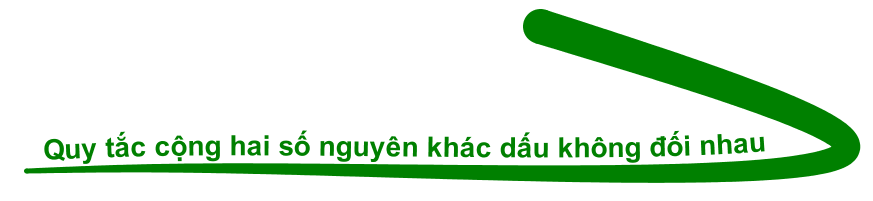 Quy tắc cộng hai số nguyên khác dấu không đối nhau